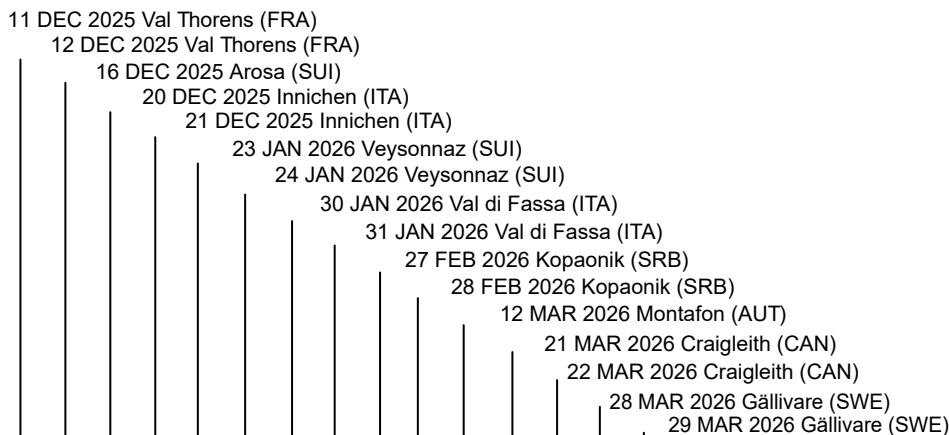 11 DEC 2025 Val Thorens (FRA)
12 DEC 2025 Val Thorens (FRA)
16 DEC 2025 Arosa (SUI)
20 DEC 2025 Innichen (ITA)
21 DEC 2025 Innichen (ITA)
23 JAN 2026 Veysonnaz (SUI)
24 JAN 2026 Veysonnaz (SUI)
30 JAN 2026 Val di Fassa (ITA)
31 JAN 2026 Val di Fassa (ITA)
27 FEB 2026 Kopaonik (SRB)
28 FEB 2026 Kopaonik (SRB)
12 MAR 2026 Montafon (AUT)
21 MAR 2026 Craigleith (CAN)
22 MAR 2026 Craigleith (CAN)
28 MAR 2026 Gällivare (SWE)
29 MAR 2026 Gällivare (SWE)